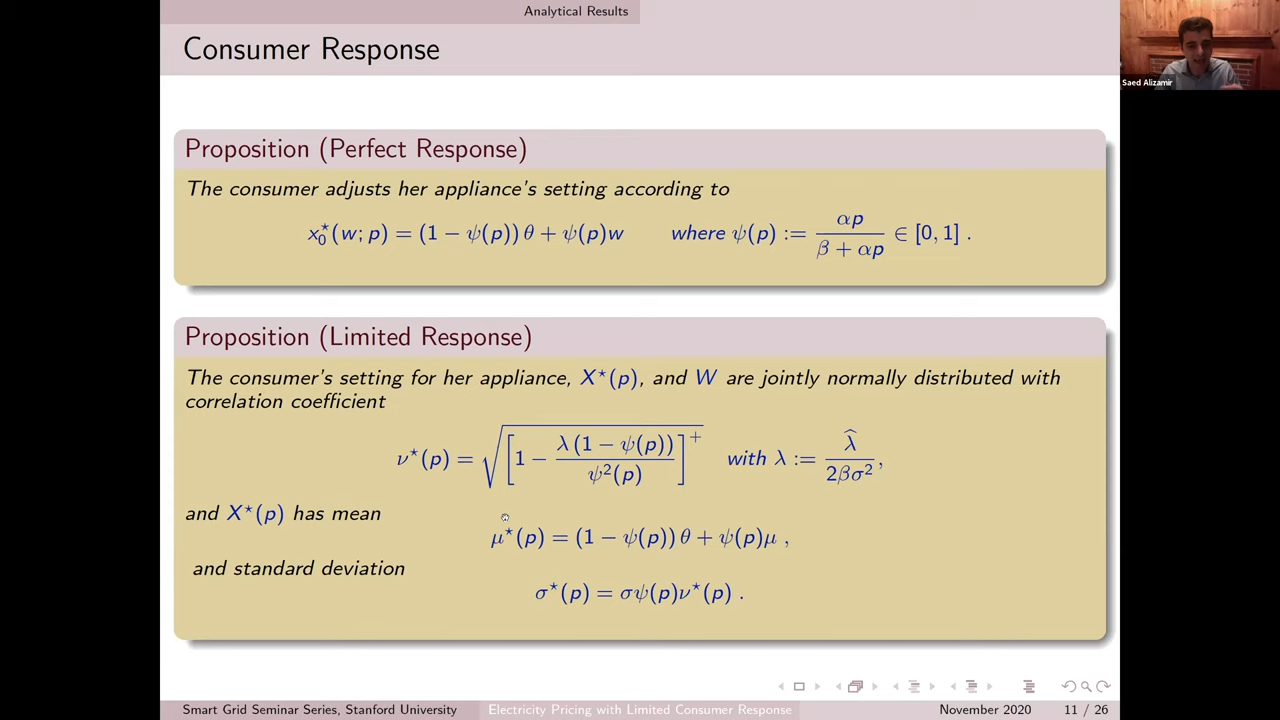 Analytical Results
Consumer Response
Saed Alizamir
Proposition (Perfect Response)
The consumer adjusts her appliance's setting according to
x₀⋆(w; p) = (1 − ψ(p)) θ + ψ(p)w where ψ(p) := αp / (β + αp) ∈ [0, 1] .
Proposition (Limited Response)
The consumer's setting for her appliance, X⋆(p), and W are jointly normally distributed with
correlation coefficient
ν⋆(p) = √([1 − λ (1 − ψ(p)) / ψ²(p)]⁺) with λ := λ̂ / (2βσ²),
and X⋆(p) has mean
μ⋆(p) = (1 − ψ(p)) θ + ψ(p)μ ,
and standard deviation
σ⋆(p) = σψ(p)ν⋆(p) .
Smart Grid Seminar Series, Stanford University Electricity Pricing with Limited Consumer Response November 2020 11 / 26